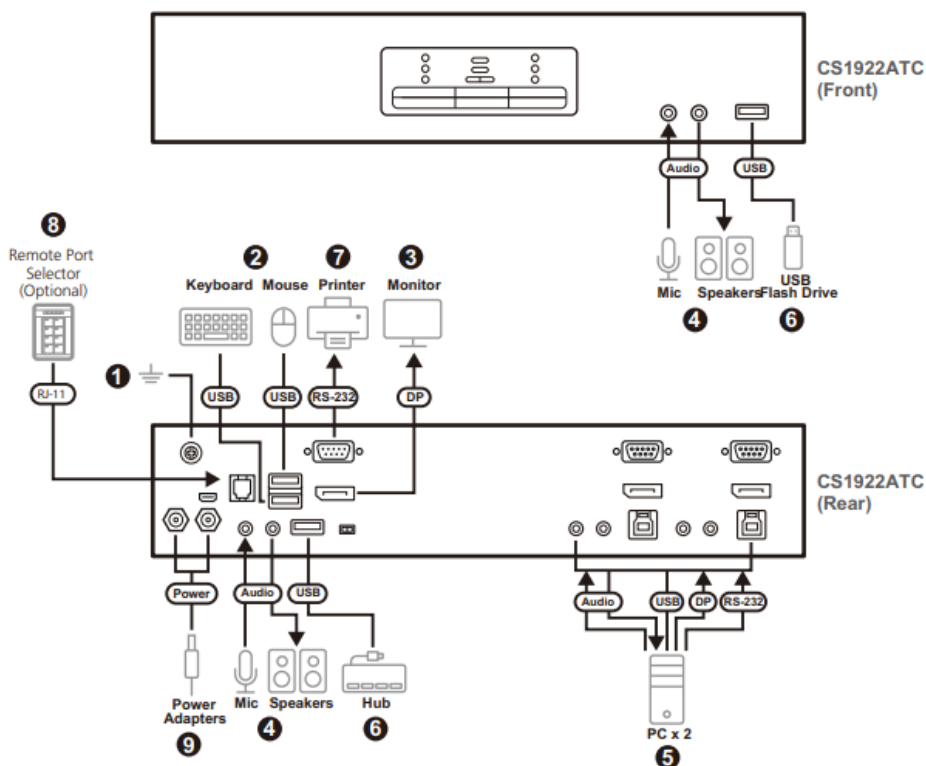 CS1922ATC
(Front)
Audio
USB
8
Remote Port
Selector
(Optional)
2
7
3
Keyboard Mouse Printer Monitor
Mic Speakers USB
Flash Drive
4
6
1
RJ-11
USB
USB
RS-232
DP
CS1922ATC
(Rear)
Power
Audio
USB
Audio
USB
DP
RS-232
Power
Adapters
Mic Speakers Hub
9
4
6
PC x 2
5